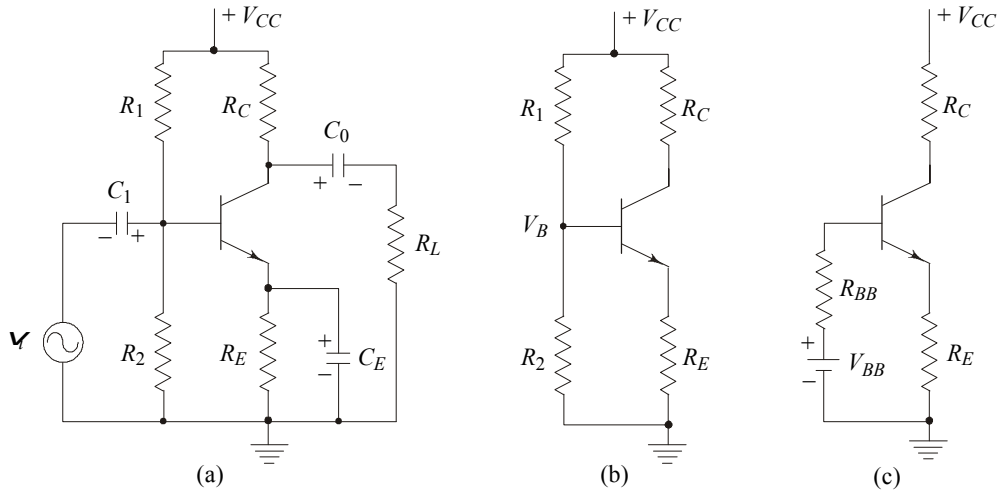 + V_CC
+ V_CC
+ V_CC
R_1
R_C
R_1
R_C
R_C
C_0
+ −
C_1
− +
V_B
R_L
R_BB
V_i
R_2
R_E
+
−
C_E
R_2
R_E
+
−
V_BB
R_E
(a)
(b)
(c)